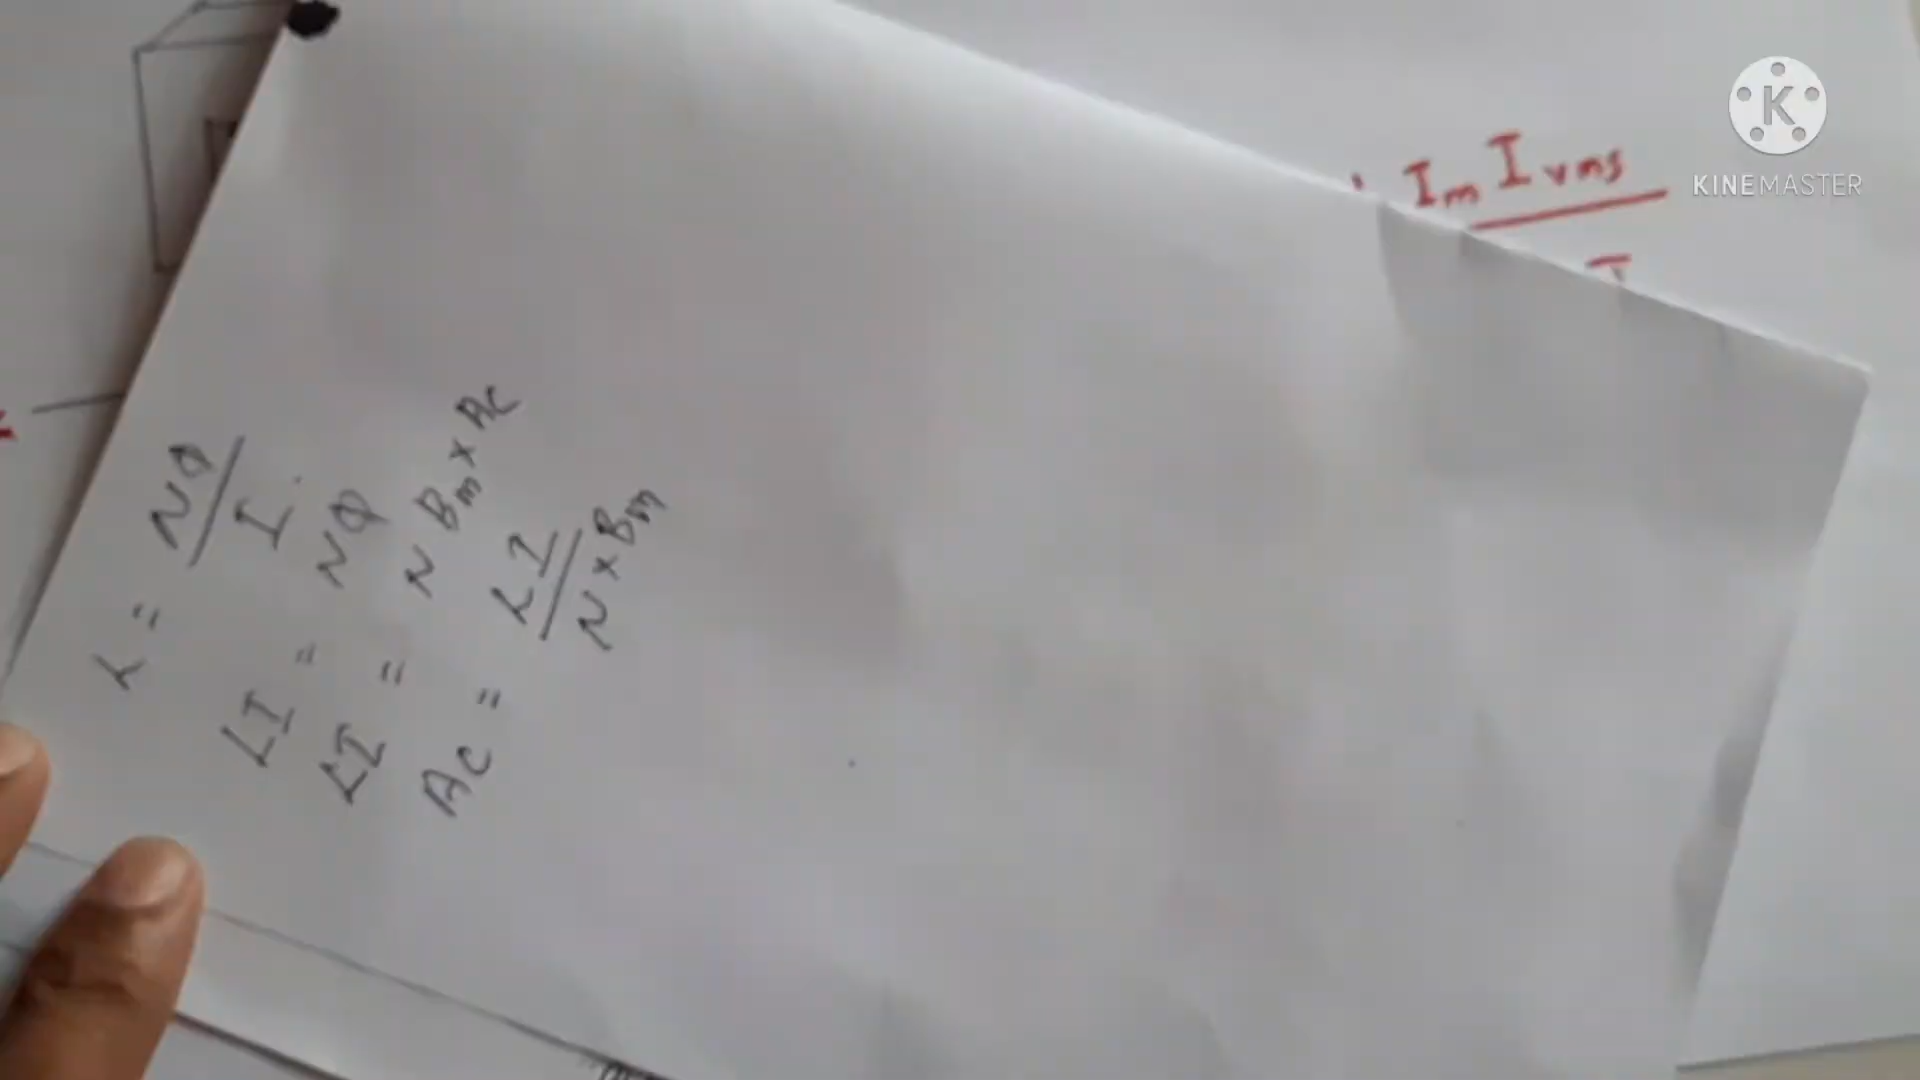 L = NΦ / I
LI = NΦ
LI = N Bm × Ac
Ac = LI / N × Bm
Im Irms
KINEMASTER